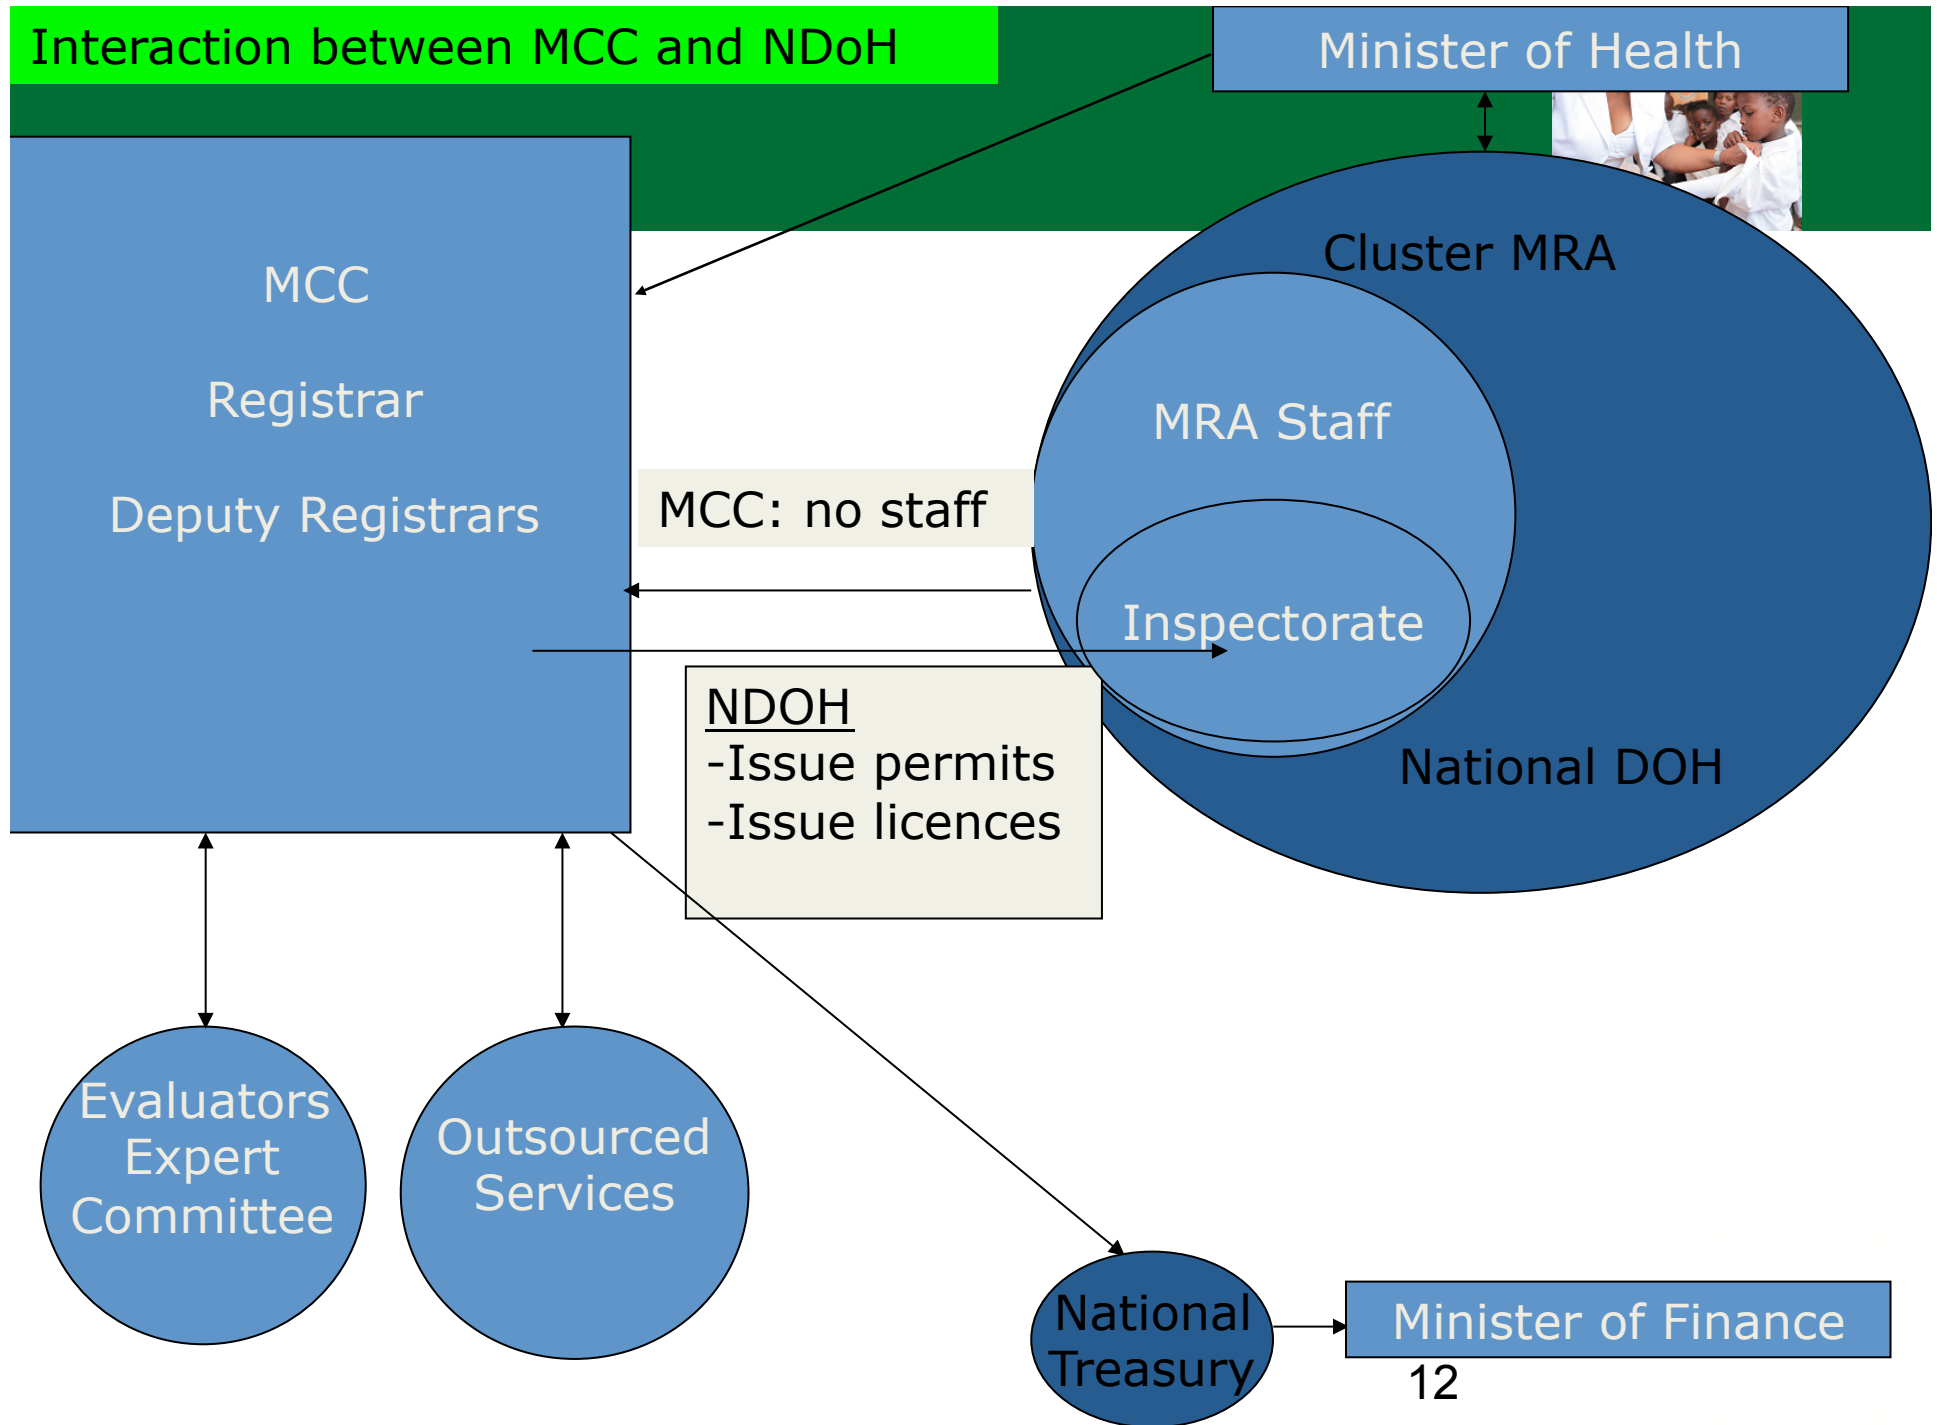 Interaction between MCC and NDoH
Minister of Health
MCC
Registrar
Deputy Registrars
Cluster MRA
MRA Staff
MCC: no staff
Inspectorate
NDOH
-Issue permits
-Issue licences
National DOH
Evaluators
Expert
Committee
Outsourced
Services
National
Treasury
Minister of Finance
12